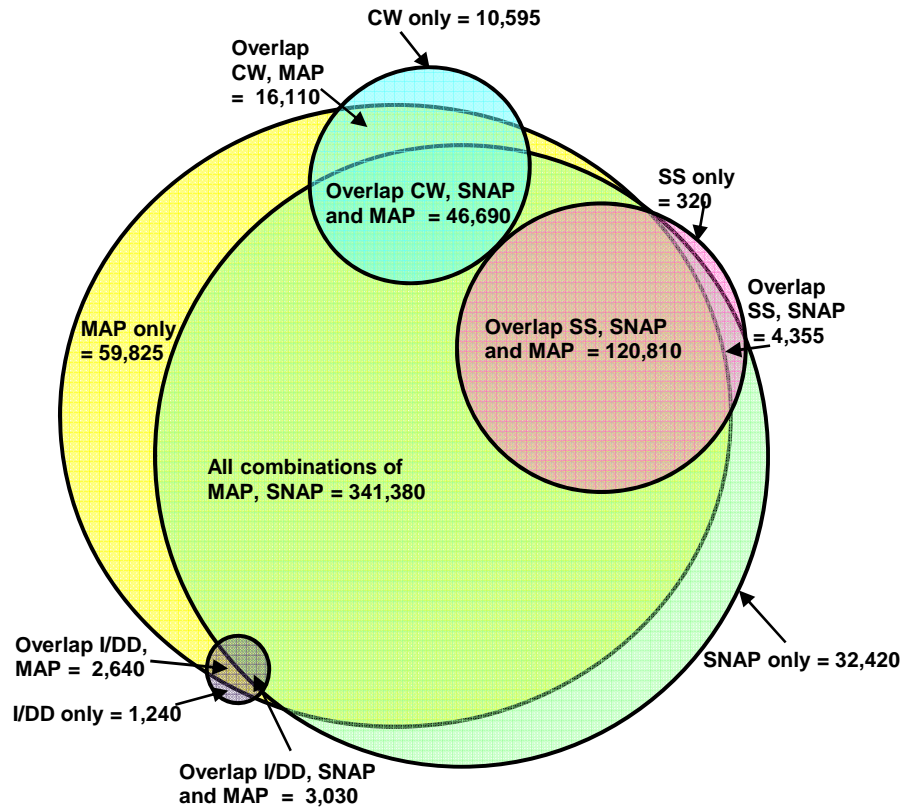 CW only = 10,595
Overlap
CW, MAP
= 16,110
Overlap CW, SNAP
and MAP = 46,690
SS only
= 320
Overlap
SS, SNAP
= 4,355
MAP only
= 59,825
Overlap SS, SNAP
and MAP = 120,810
All combinations of
MAP, SNAP = 341,380
Overlap I/DD,
MAP = 2,640
I/DD only = 1,240
SNAP only = 32,420
Overlap I/DD, SNAP
and MAP = 3,030